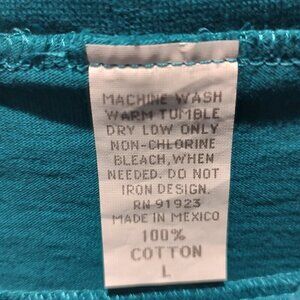 MACHINE WASH
WARM TUMBLE
DRY LOW ONLY
NON-CHLORINE
BLEACH,WHEN
NEEDED. DO NOT
IRON DESIGN.
RN 91923
MADE IN MEXICO
100%
COTTON
L